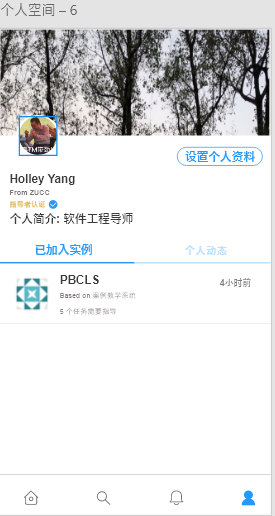 个人空间 – 6
设置个人资料
Holley Yang
From ZUCC
指导者认证
个人简介: 软件工程导师
已加入实例
个人动态
PBCLS
4小时前
Based on 案例教学系统
5 个任务需要指导